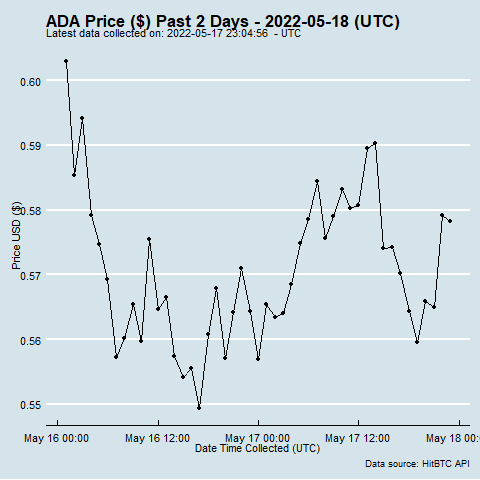 ADA Price ($) Past 2 Days - 2022-05-18 (UTC)
Latest data collected on: 2022-05-17 23:04:56 - UTC
0.60
0.59
0.58
0.57
0.56
0.55
Price USD ($)
May 16 00:00
May 16 12:00
May 17 00:00
May 17 12:00
May 18 00:
Date Time Collected (UTC)
Data source: HitBTC API